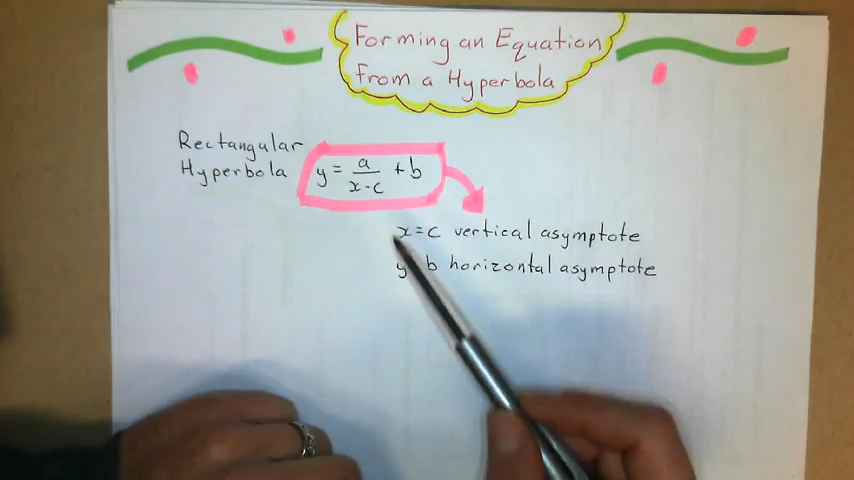 Forming an Equation
from a Hyperbola
Rectangular
Hyperbola
y = a/(x-c) + b
x=c vertical asymptote
y b horizontal asymptote